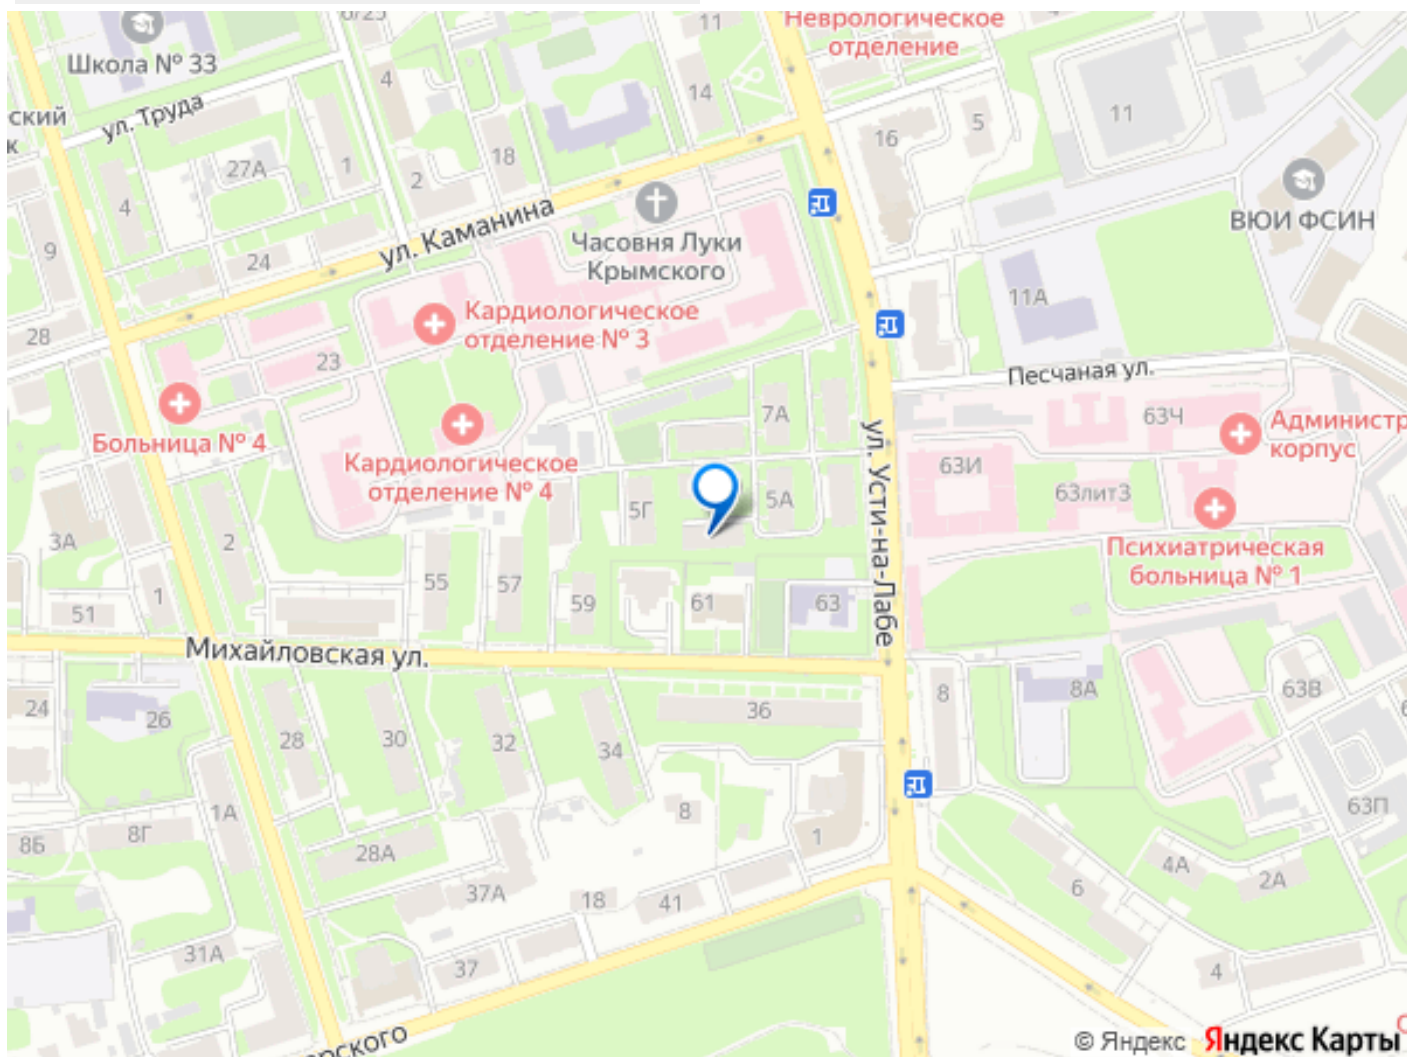 6/25
11
Неврологическое
отделение
Школа № 33
4
14
11
ский
к
ул. Труда
16
5
27А
1
18
2
4
ВЮИ ФСИН
ул. Каманина
9
24
Часовня Луки
Крымского
11А
28
23
Кардиологическое
отделение № 3
Песчаная ул.
7А
63Ч
Администр
корпус
Больница № 4
Кардиологическое
отделение № 4
ул. Усти-на-Лабе
63И
63лит3
5Г
5А
3А
2
Психиатрическая
больница № 1
55
57
59
61
63
51
1
Михайловская ул.
24
26
28
30
32
34
36
8
8А
63В
6
1А
8
1
63П
8Б
8Г
28А
4А
2А
6
37А
18
41
31А
37
4
рского
© Яндекс Яндекс Карты